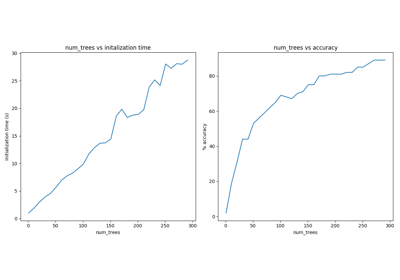 num_trees vs initalization time
30
25
20
15
10
5
0
initialization time (s)
0 50 100 150 200 250 300
num_trees
num_trees vs accuracy
80
60
40
20
0
% accuracy
0 50 100 150 200 250 300
num_trees